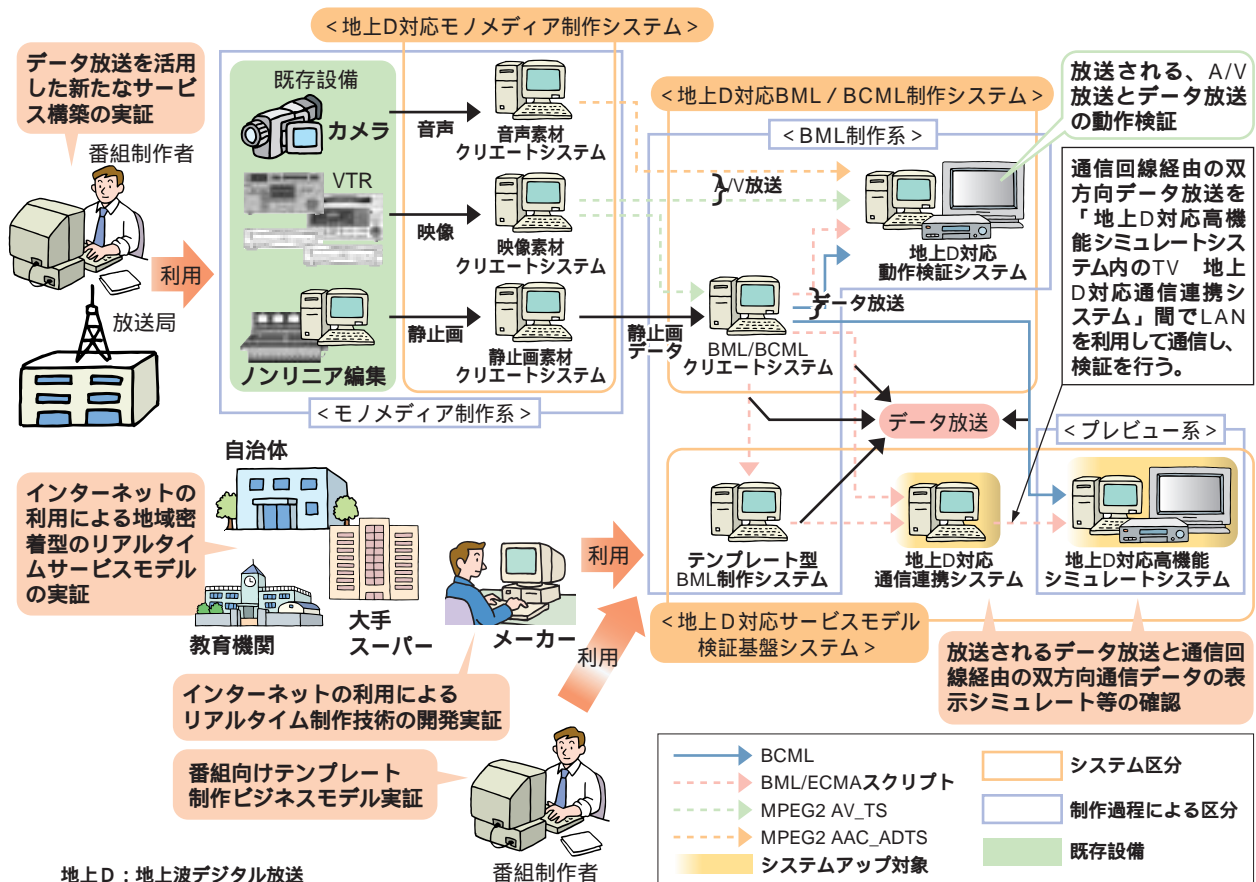 <地上D対応モノメディア制作システム>
データ放送を活用
した新たなサービ
ス構築の実証
番組制作者
利用
放送局
既存設備
カメラ
VTR
ノンリニア編集
音声
映像
静止画
音声素材
クリエートシステム
映像素材
クリエートシステム
静止画素材
クリエートシステム
<モノメディア制作系>
<地上D対応BML / BCML制作システム>
<BML制作系>
A/V放送
地上D対応
動作検証システム
データ放送
静止画
データ
BML/BCML
クリエートシステム
放送される、A/V
放送とデータ放送
の動作検証
通信回線経由の双
方向データ放送を
「地上D対応高機
能シミュレートシス
テム内のTV 地上
D対応通信連携シ
ステム」間でLAN
を利用して通信し、
検証を行う。
データ放送
<プレビュー系>
テンプレート型
BML制作システム
地上D対応
通信連携システム
地上D対応高機能
シミュレートシステム
<地上D対応サービスモデル
検証基盤システム>
放送されるデータ放送と通信回
線経由の双方向通信データの表
示シミュレート等の確認
自治体
インターネットの
利用による地域密
着型のリアルタイ
ムサービスモデル
の実証
教育機関
大手
スーパー
メーカー
利用
利用
インターネットの利用による
リアルタイム制作技術の開発実証
番組向けテンプレート
制作ビジネスモデル実証
番組制作者
BCML
BML/ECMAスクリプト
MPEG2 AV_TS
MPEG2 AAC_ADTS
システムアップ対象
システム区分
制作過程による区分
既存設備
地上D:地上波デジタル放送